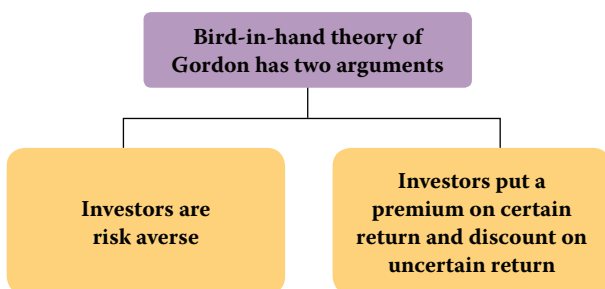 Bird-in-hand theory of
Gordon has two arguments
Investors are
risk averse
Investors put a
premium on certain
return and discount on
uncertain return